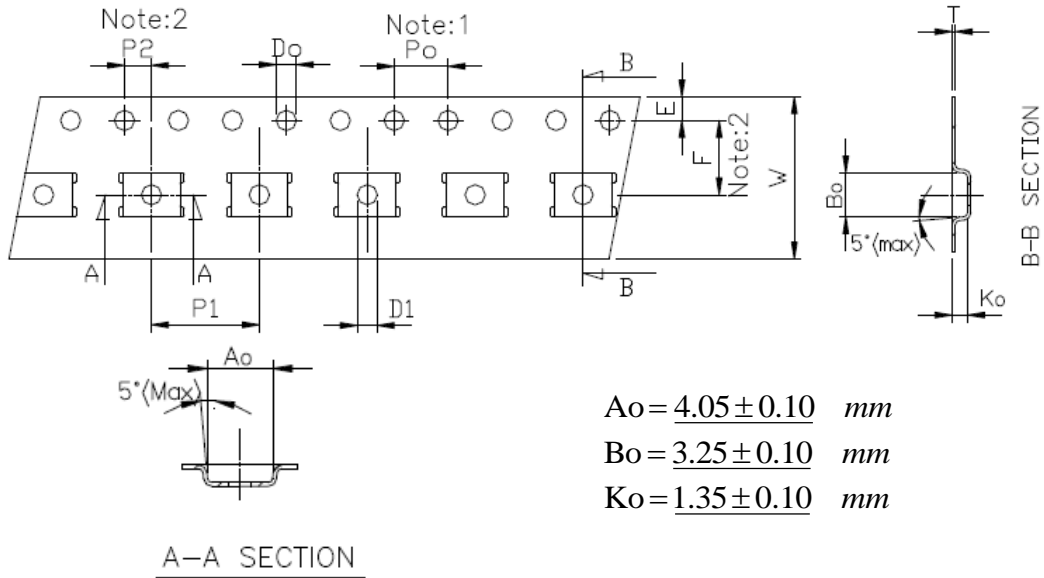 Note:2
P2
Do
Note:1
Po
B
E
F
Note:2
W
A
A
P1
D1
B
T
Bo
5°(max)
Ko
B-B SECTION
Ao
5°(Max)
A-A SECTION
Ao = 4.05 ± 0.10 mm
Bo = 3.25 ± 0.10 mm
Ko = 1.35 ± 0.10 mm